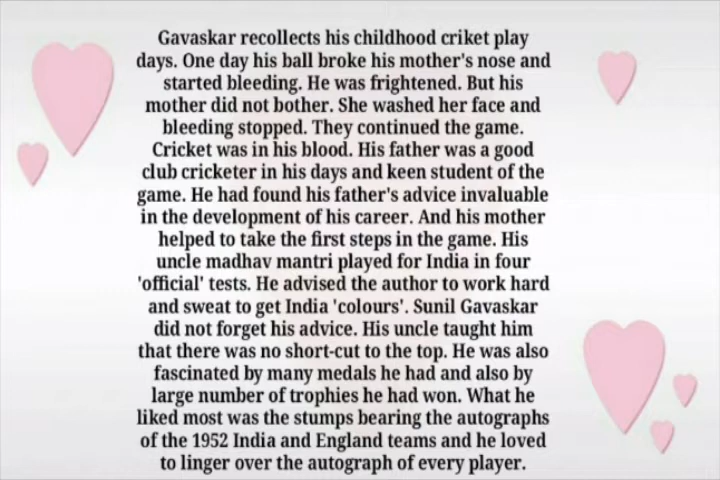 Gavaskar recollects his childhood criket play
days. One day his ball broke his mother's nose and
started bleeding. He was frightened. But his
mother did not bother. She washed her face and
bleeding stopped. They continued the game.
Cricket was in his blood. His father was a good
club cricketer in his days and keen student of the
game. He had found his father's advice invaluable
in the development of his career. And his mother
helped to take the first steps in the game. His
uncle madhav mantri played for India in four
'official' tests. He advised the author to work hard
and sweat to get India 'colours'. Sunil Gavaskar
did not forget his advice. His uncle taught him
that there was no short-cut to the top. He was also
fascinated by many medals he had and also by
large number of trophies he had won. What he
liked most was the stumps bearing the autographs
of the 1952 India and England teams and he loved
to linger over the autograph of every player.